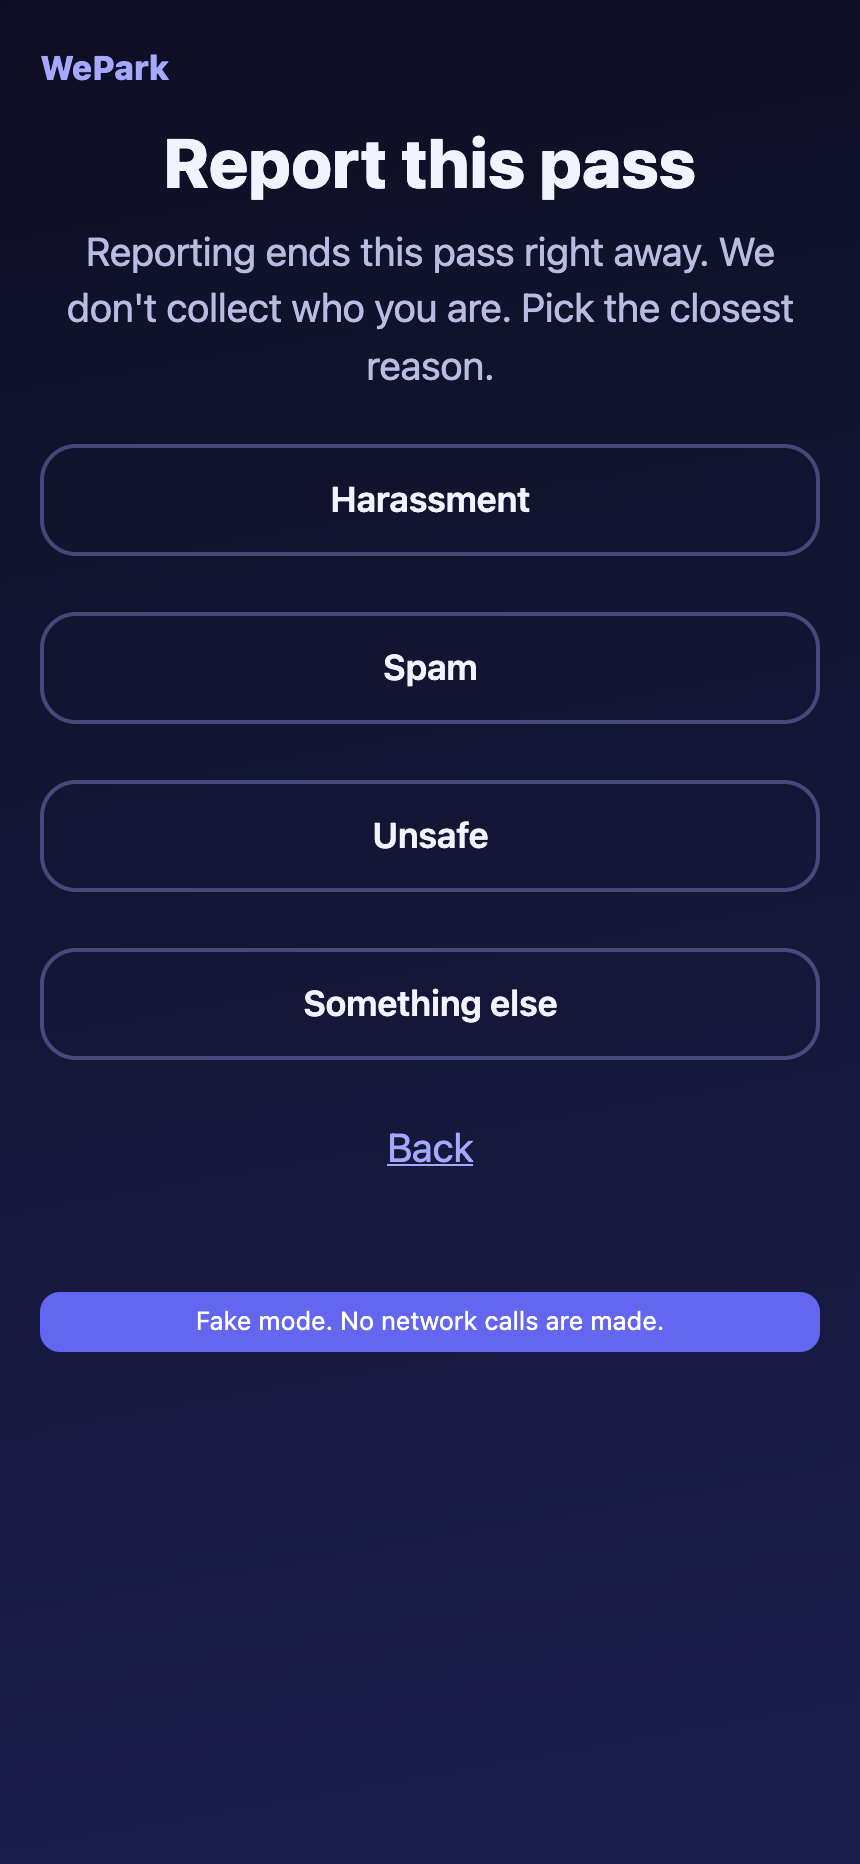 WePark
Report this pass
Reporting ends this pass right away. We
don't collect who you are. Pick the closest
reason.
Harassment
Spam
Unsafe
Something else
Back
Fake mode. No network calls are made.